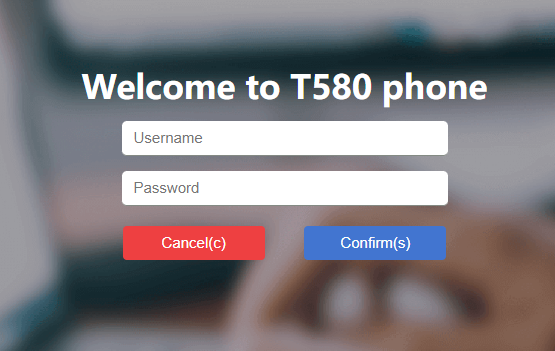 Welcome to T580 phone
Username
Password
Cancel(c) Confirm(s)